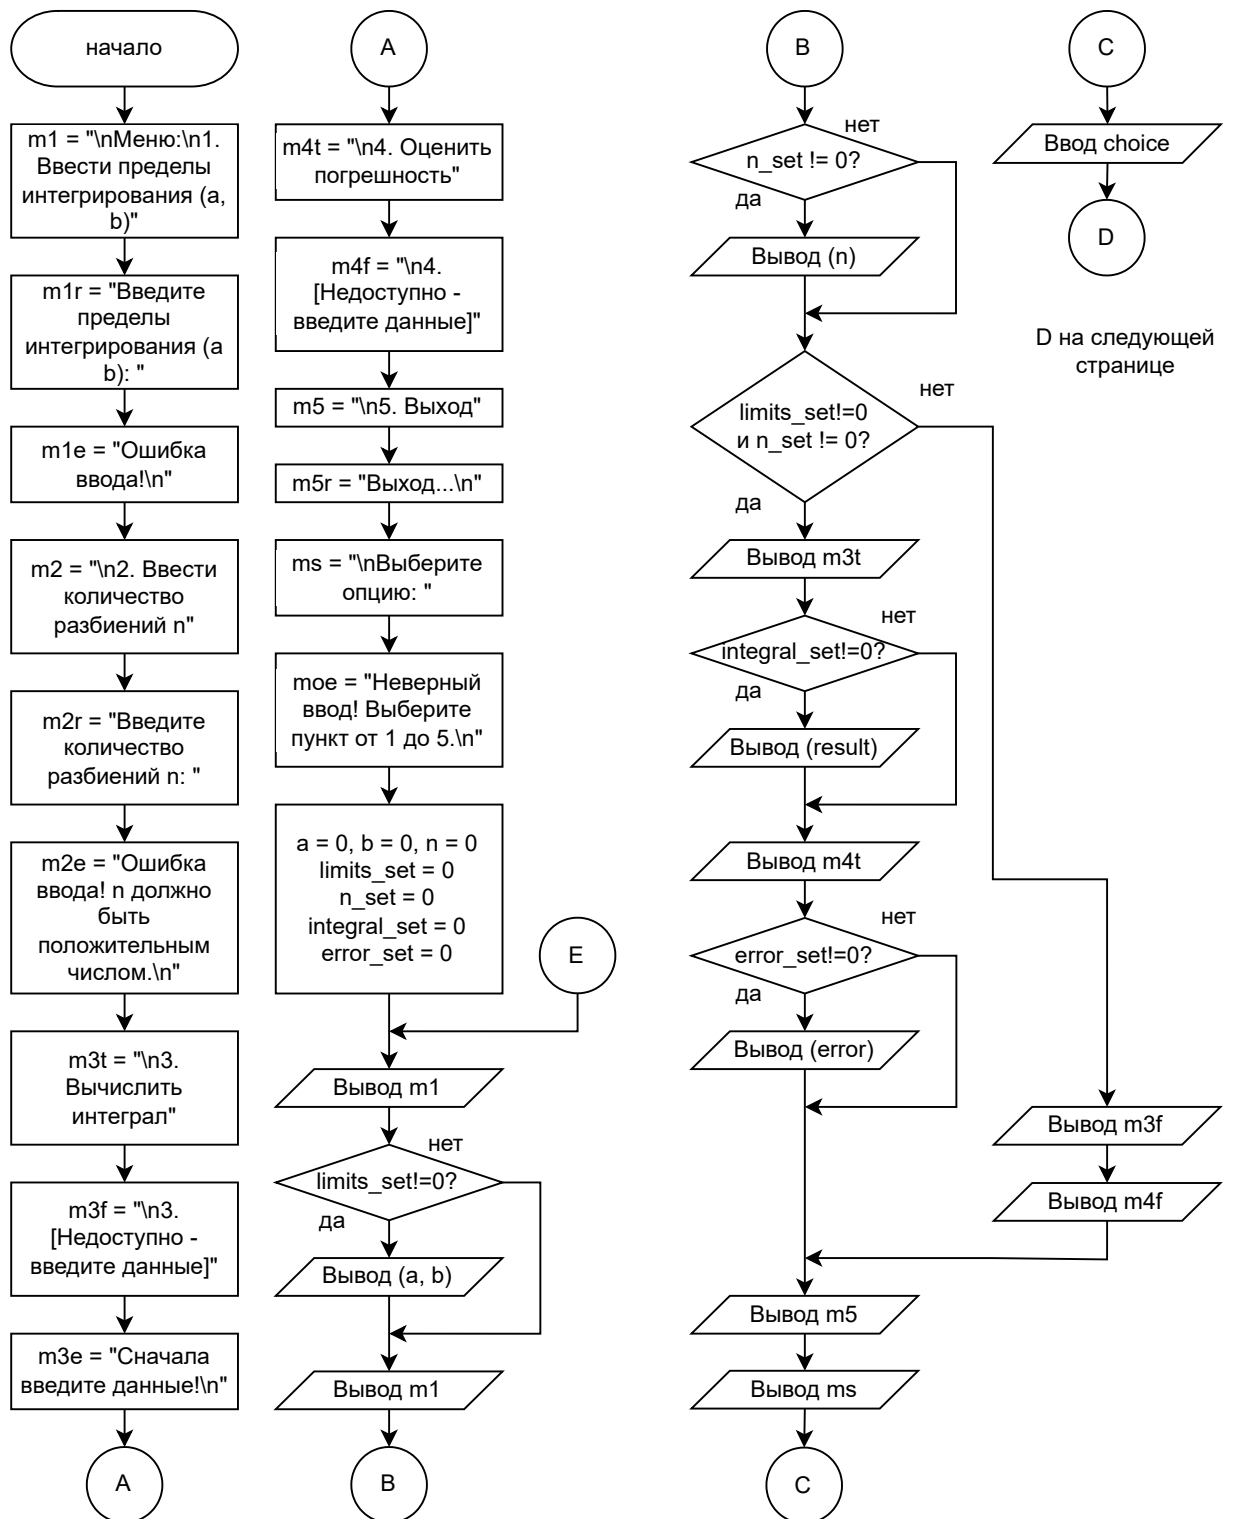 начало
m1 = "\nМеню:\n1.
Ввести пределы
интегрирования (a,
b)"
m1r = "Введите
пределы
интегрирования (a
b): "
m1e = "Ошибка
ввода!\n"
m2 = "\n2. Ввести
количество
разбиений n"
m2r = "Введите
количество
разбиений n: "
m2e = "Ошибка
ввода! n должно
быть
положительным
числом.\n"
m3t = "\n3.
Вычислить
интеграл"
m3f = "\n3.
[Недоступно -
введите данные]"
m3e = "Сначала
введите данные!\n"
A
A
m4t = "\n4. Оценить
погрешность"
m4f = "\n4.
[Недоступно -
введите данные]"
m5 = "\n5. Выход"
m5r = "Выход...\n"
ms = "\nВыберите
опцию: "
moe = "Неверный
ввод! Выберите
пункт от 1 до 5.\n"
a = 0, b = 0, n = 0
limits_set = 0
n_set = 0
integral_set = 0
error_set = 0
E
Вывод m1
нет
limits_set!=0?
да
Вывод (a, b)
Вывод m1
B
B
нет
n_set != 0?
да
Вывод (n)
нет
limits_set!=0
и n_set != 0?
да
Вывод m3t
нет
integral_set!=0?
да
Вывод (result)
Вывод m4t
нет
error_set!=0?
да
Вывод (error)
Вывод m3f
Вывод m4f
Вывод m5
Вывод ms
C
C
Ввод choice
D
D на следующей
странице